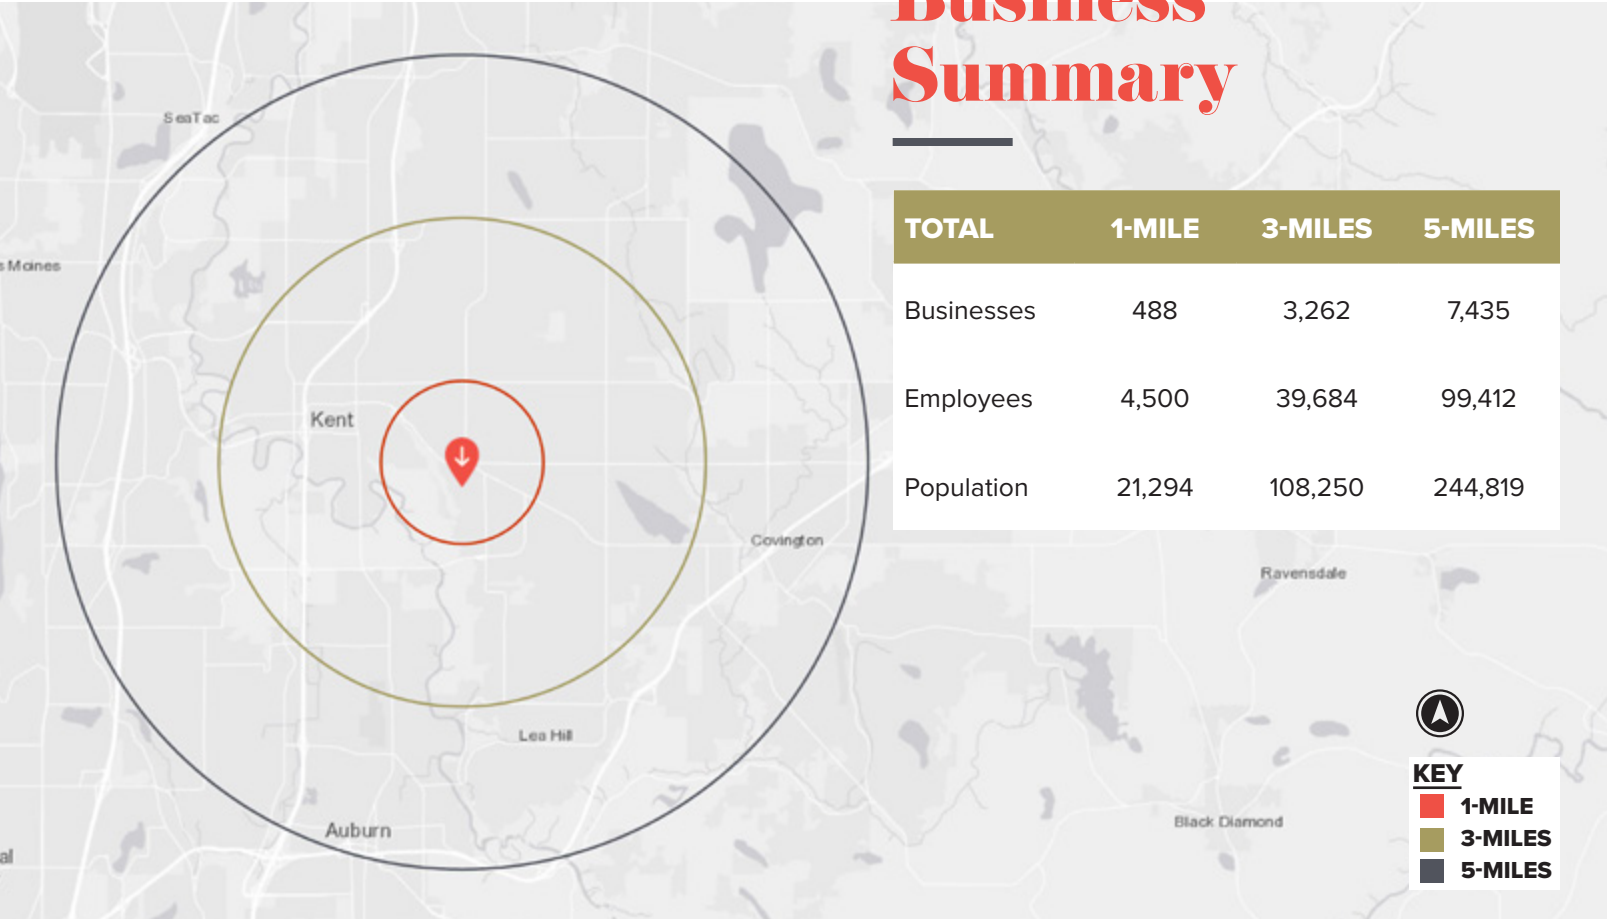 Business
Summary
TOTAL 1-MILE 3-MILES 5-MILES
Businesses 488 3,262 7,435
Employees 4,500 39,684 99,412
Population 21,294 108,250 244,819
SeaTac
s Moines
Kent
Covington
Ravensdale
Lea Hill
Auburn
Black Diamond
al
KEY
1-MILE
3-MILES
5-MILES